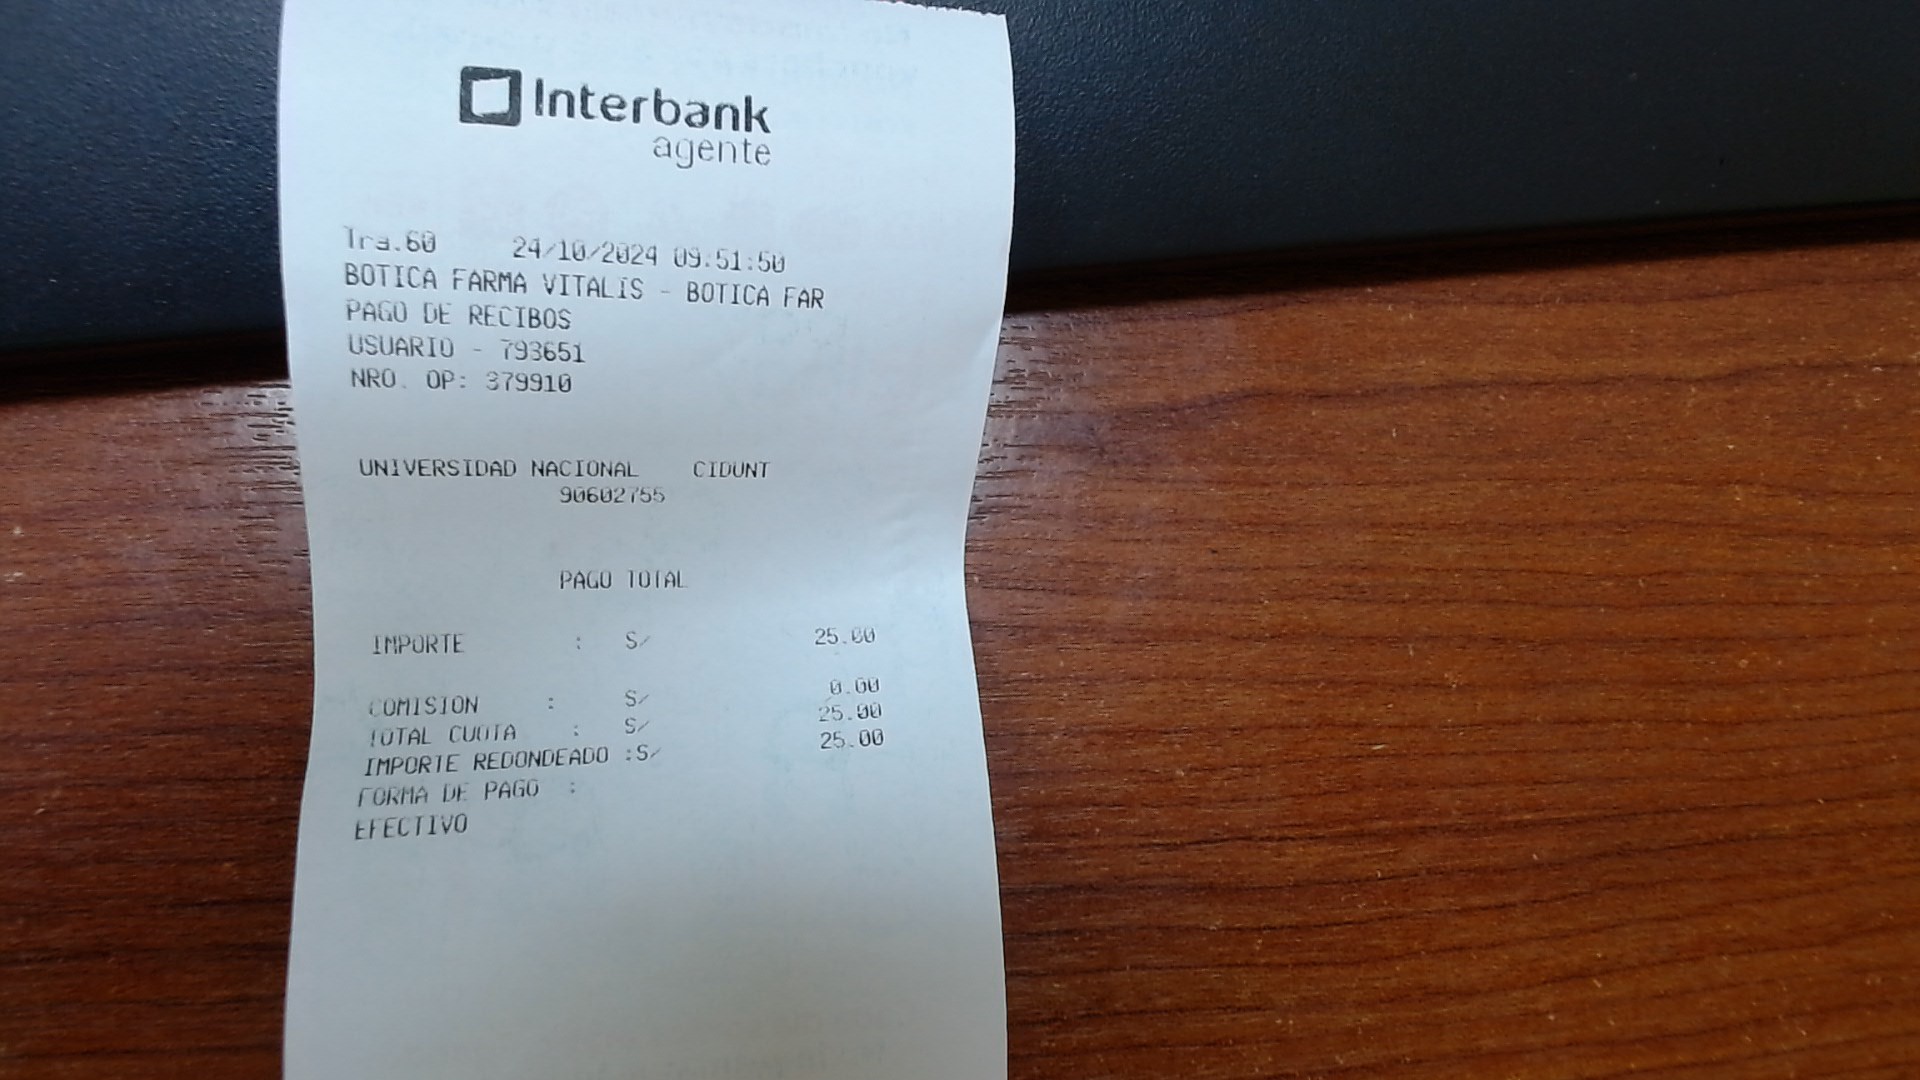 Interbank
agente
Tra.60 24/10/2024 09:51:50
BOTICA FARMA VITALIS - BOTICA FAR
PAGO DE RECIBOS
USUARIO - 793651
NRO. OP: 379910
UNIVERSIDAD NACIONAL CIDUNT
90602755
PAGO TOTAL
IMPORTE : S/ 25.00
COMISION : S/ 0.00
TOTAL CUOTA : S/ 25.00
IMPORTE REDONDEADO :S/ 25.00
FORMA DE PAGO :
EFECTIVO